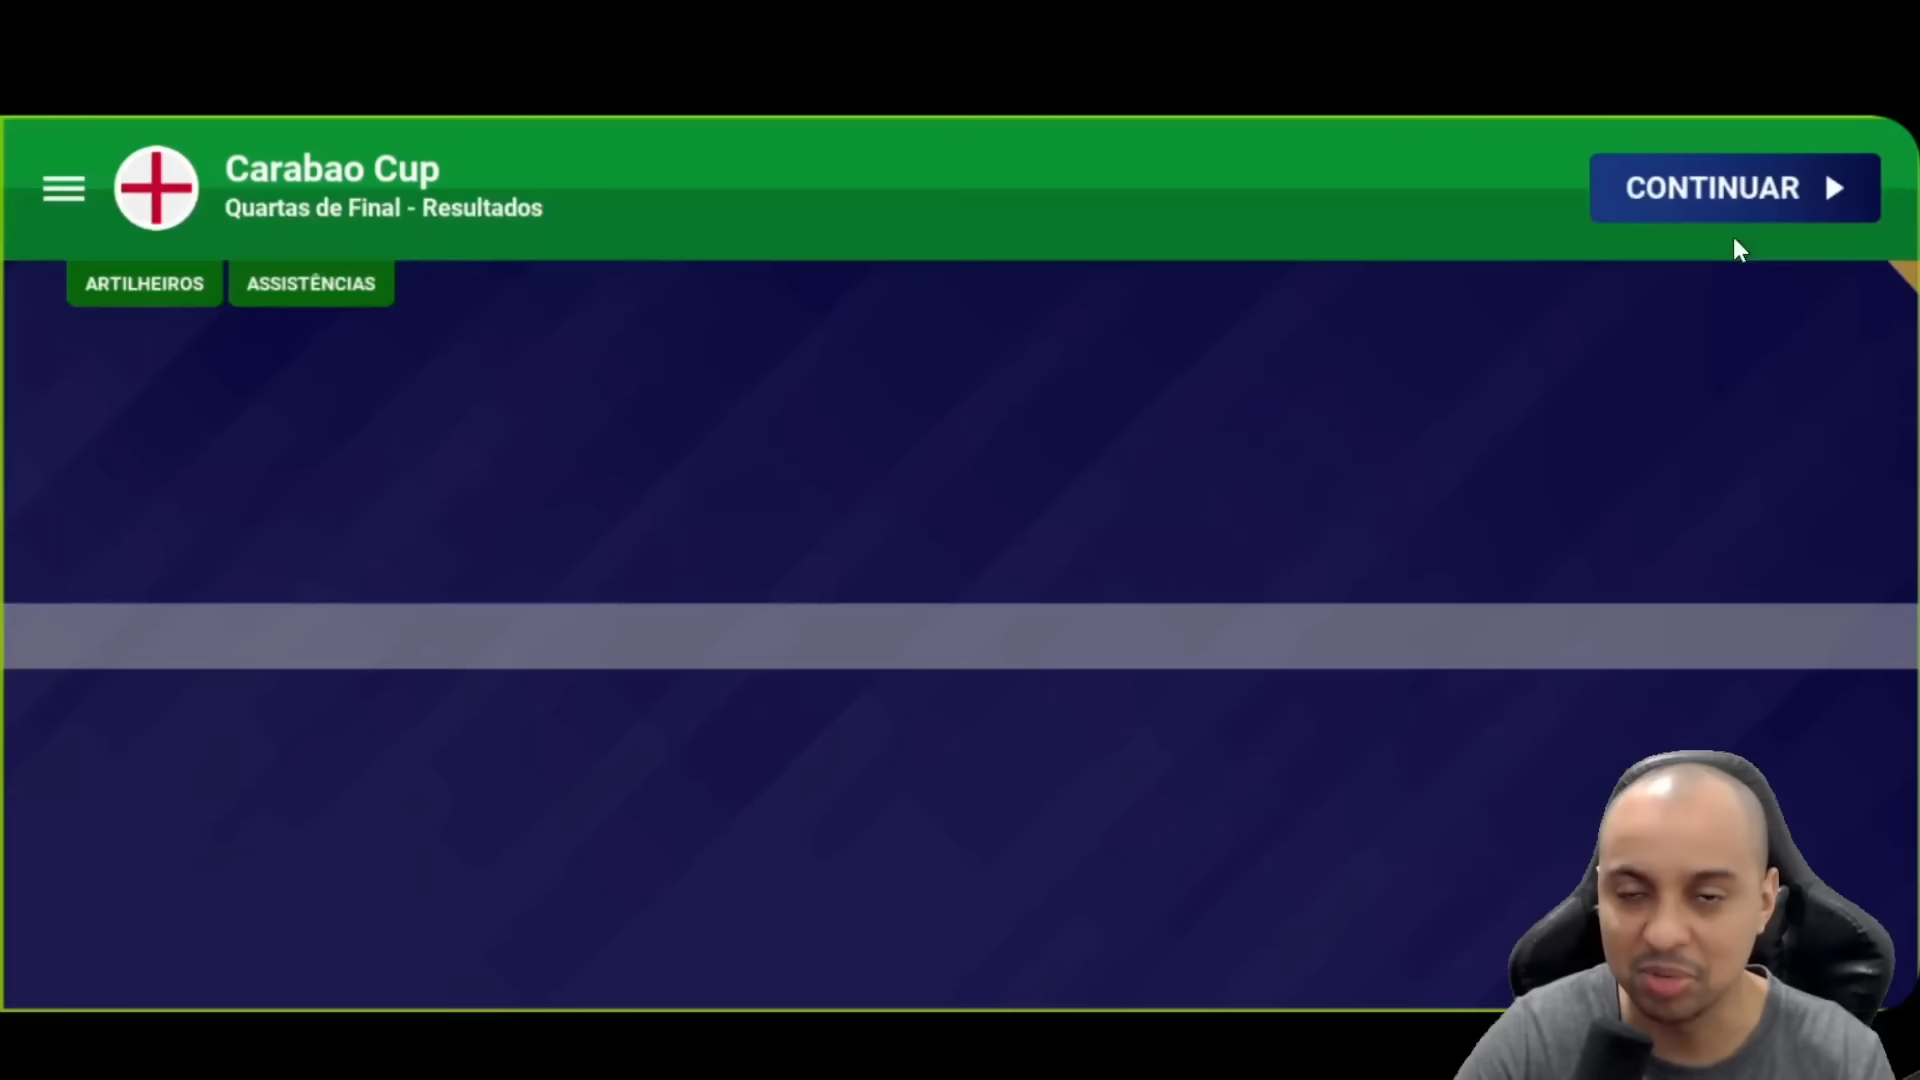 Carabao Cup
Quartas de Final - Resultados
CONTINUAR
ARTILHEIROS
ASSISTÊNCIAS